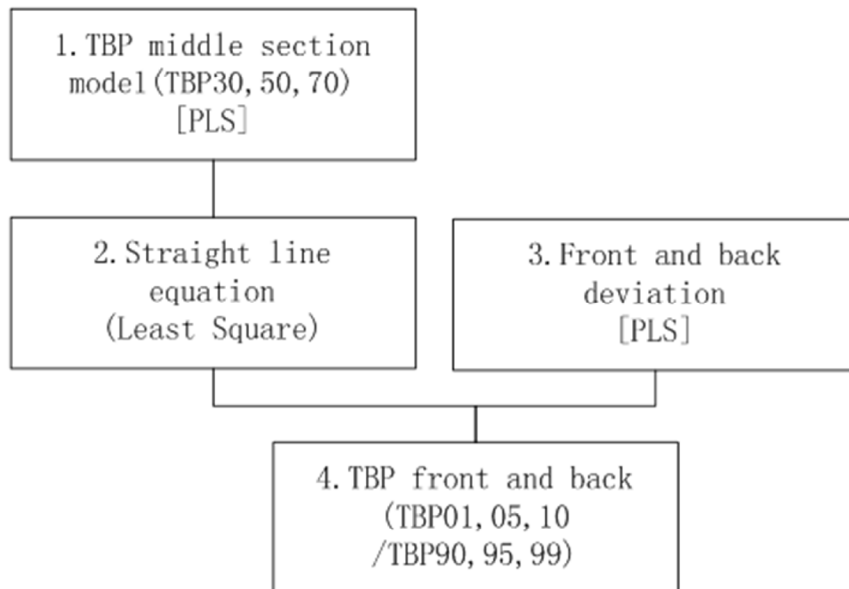 1.TBP middle section
model(TBP30,50,70)
[PLS]
2.Straight line
equation
(Least Square)
3.Front and back
deviation
[PLS]
4.TBP front and back
(TBP01,05,10
/TBP90,95,99)